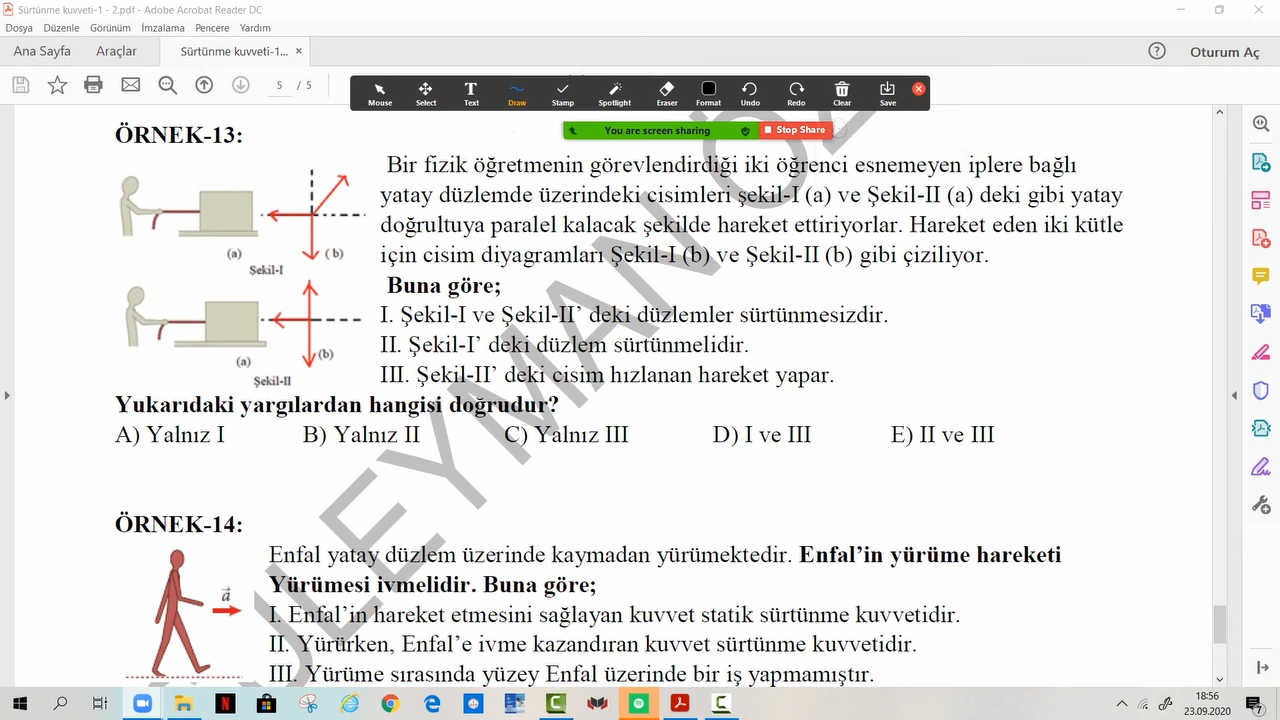 Sürtünme kuvveti-1 - 2.pdf - Adobe Acrobat Reader DC
Dosya Düzenle Görünüm İmzalama Pencere Yardım
Ana Sayfa Araçlar Sürtünme kuvveti-1... × Oturum Aç
5 / 5
Mouse Select Text Draw Stamp Spotlight Eraser Format Undo Redo Clear Save
You are screen sharing Stop Share
ÖRNEK-13:
Bir fizik öğretmenin görevlendirdiği iki öğrenci esnemeyen iplere bağlı
yatay düzlemde üzerindeki cisimleri şekil-I (a) ve Şekil-II (a) deki gibi yatay
doğrultuya paralel kalacak şekilde hareket ettiriyorlar. Hareket eden iki kütle
için cisim diyagramları Şekil-I (b) ve Şekil-II (b) gibi çiziliyor.
(a) (b)
Şekil-I
Buna göre;
I. Şekil-I ve Şekil-II’ deki düzlemler sürtünmesizdir.
II. Şekil-I’ deki düzlem sürtünmelidir.
III. Şekil-II’ deki cisim hızlanan hareket yapar.
(a) (b)
Şekil-II
Yukarıdaki yargılardan hangisi doğrudur?
A) Yalnız I B) Yalnız II C) Yalnız III D) I ve III E) II ve III
ÖRNEK-14:
Enfal yatay düzlem üzerinde kaymadan yürümektedir. Enfal’in yürüme hareketi
Yürümesi ivmelidir. Buna göre;
a
I. Enfal’in hareket etmesini sağlayan kuvvet statik sürtünme kuvvetidir.
II. Yürürken, Enfal’e ivme kazandıran kuvvet sürtünme kuvvetidir.
III. Yürüme sırasında yüzey Enfal üzerinde bir iş yapmamıştır.
ÜLEYMAN ÖZ
18:56
23.09.2020
7